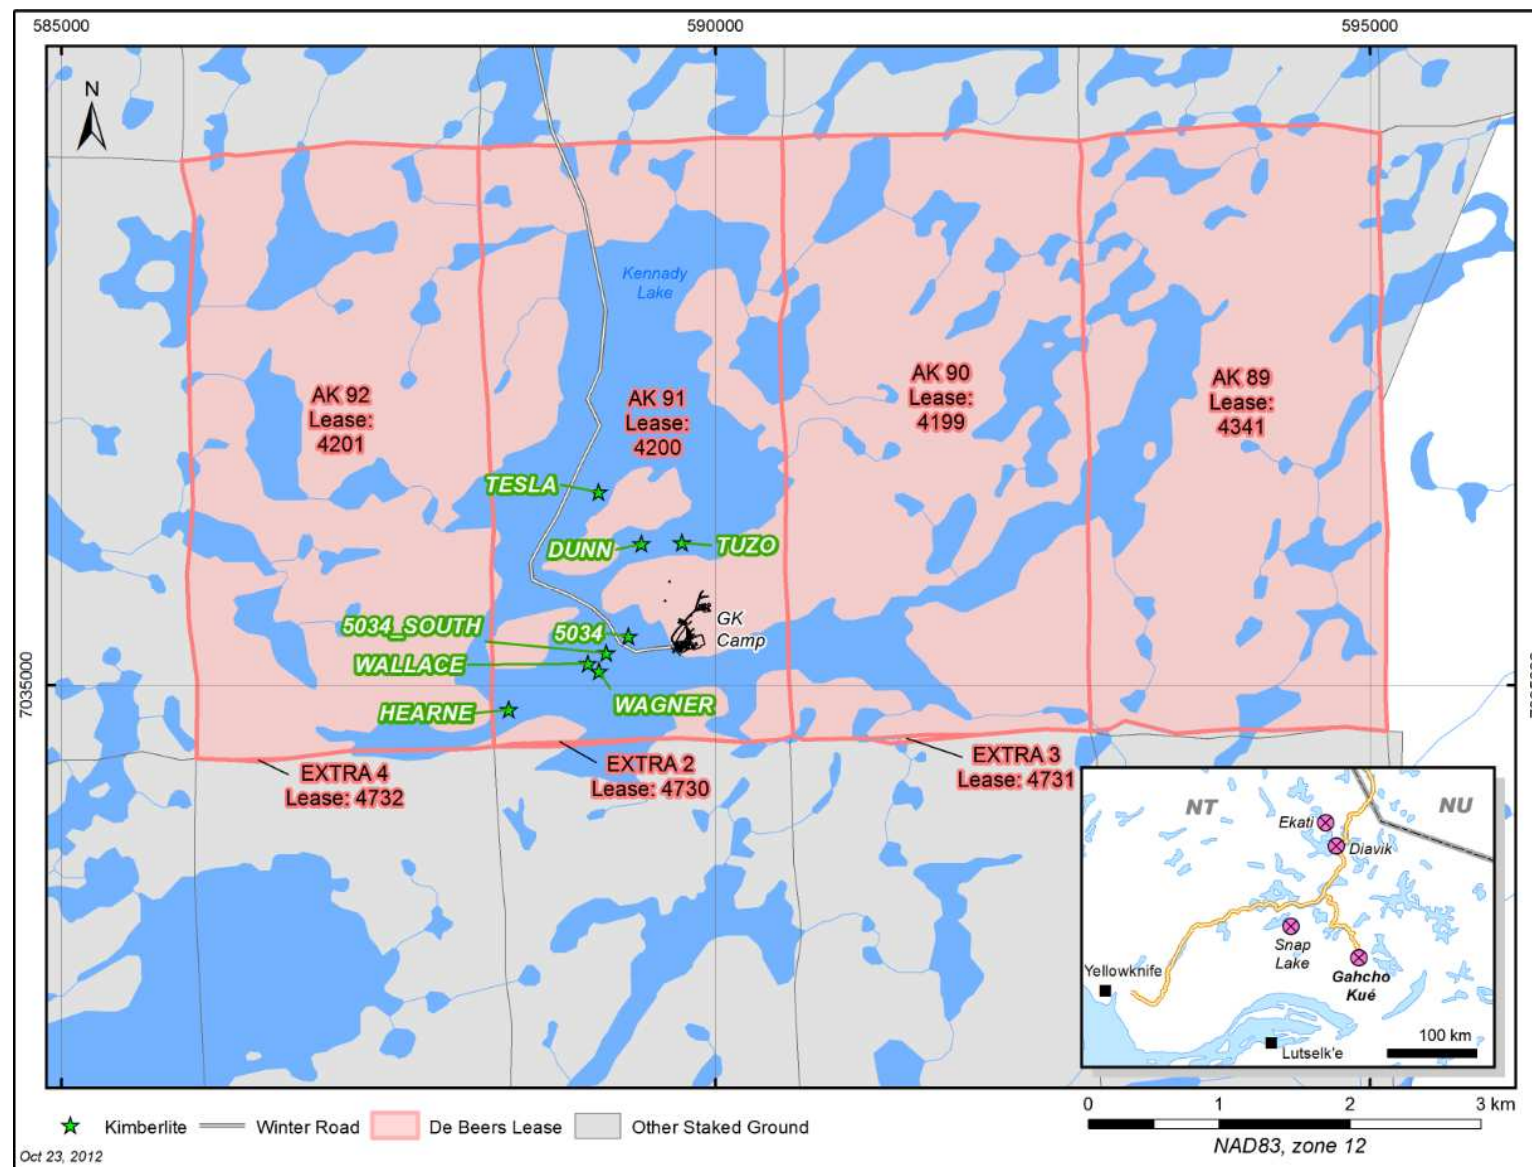 585000
590000
595000
N
Kennady
Lake
AK 92
Lease:
4201
AK 91
Lease:
4200
AK 90
Lease:
4199
AK 89
Lease:
4341
TESLA
DUNN
TUZO
5034_SOUTH
5034
GK
Camp
WALLACE
WAGNER
HEARNE
7035000
EXTRA 4
Lease: 4732
EXTRA 2
Lease: 4730
EXTRA 3
Lease: 4731
NT
NU
Ekati
Diavik
Snap
Lake
Yellowknife
Gahcho
Kué
Lutselk'e
100 km
Kimberlite
Winter Road
De Beers Lease
Other Staked Ground
0 1 2 3 km
NAD83, zone 12
Oct 23, 2012